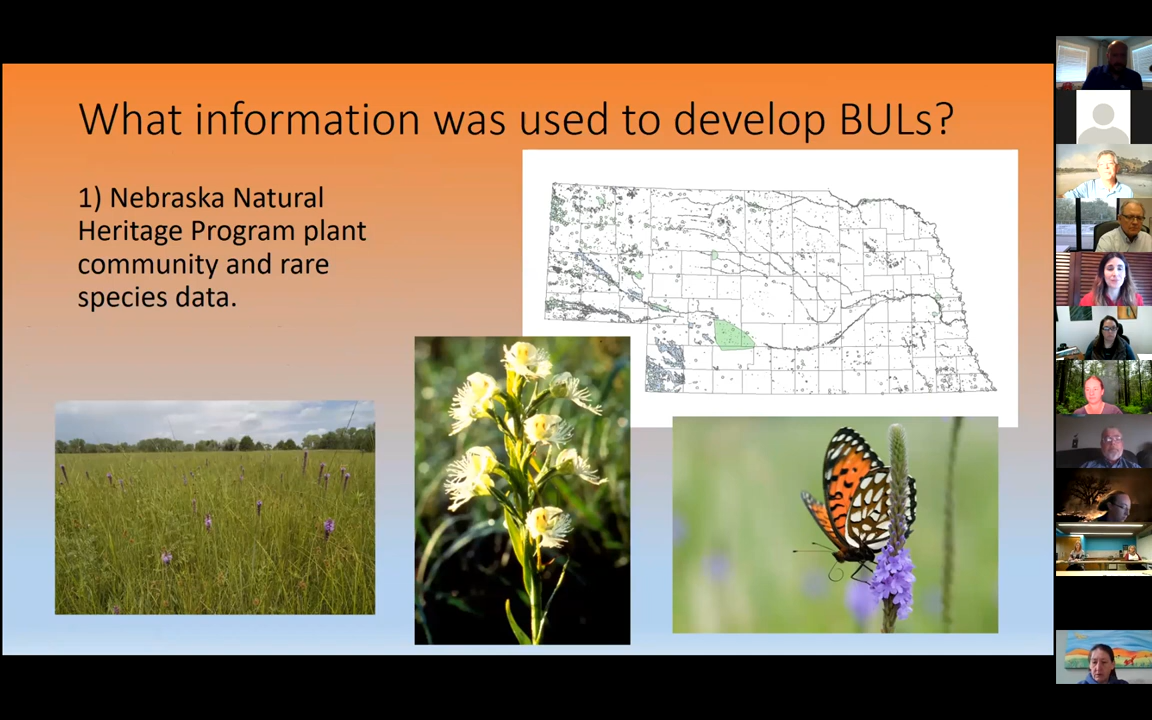 What information was used to develop BULs?
1) Nebraska Natural
Heritage Program plant
community and rare
species data.